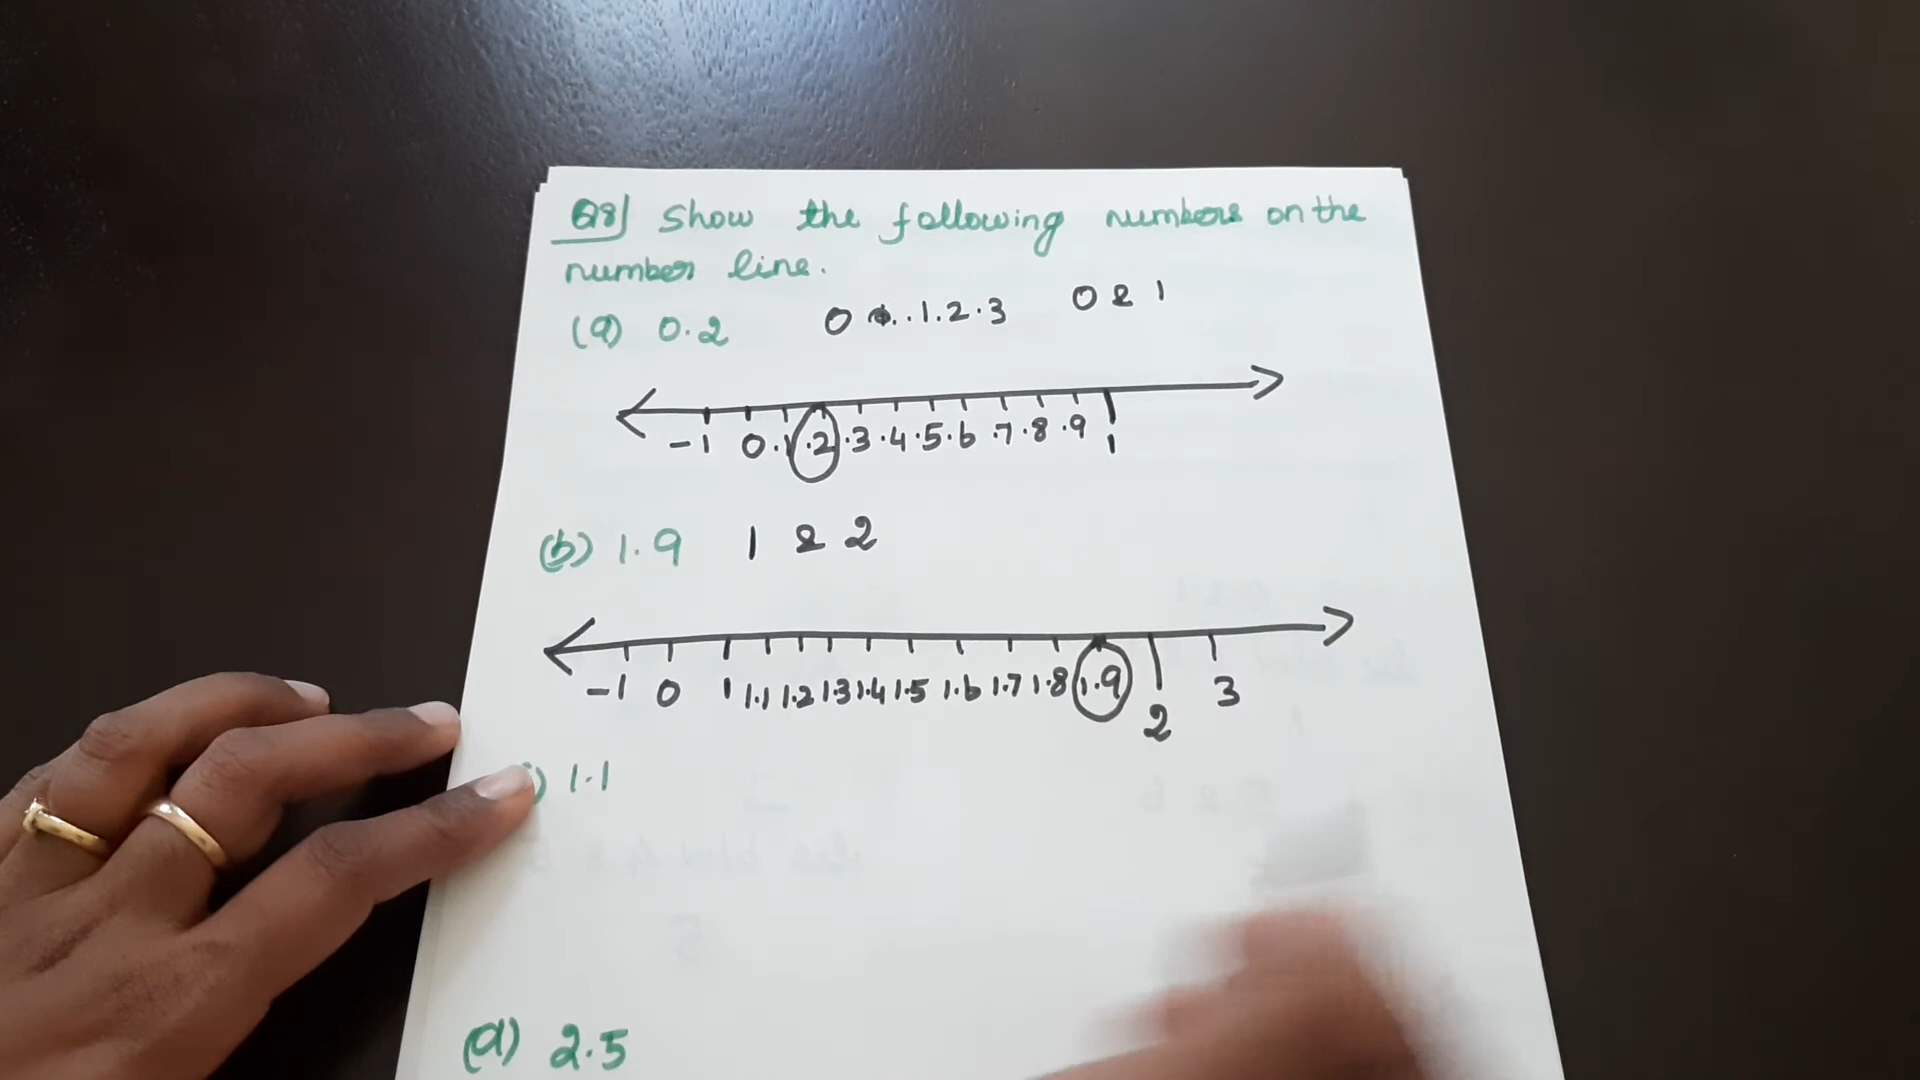 Q8) Show the following numbers on the
number line.
(a) 0.2 0 . . 1 . 2 . 3 0 & 1
-1 0 .1 .2 .3 .4 .5 .6 .7 .8 .9 1
(b) 1.9 1 & 2
-1 0 1 1.1 1.2 1.3 1.4 1.5 1.6 1.7 1.8 1.9 2 3
) 1.1
(d) 2.5